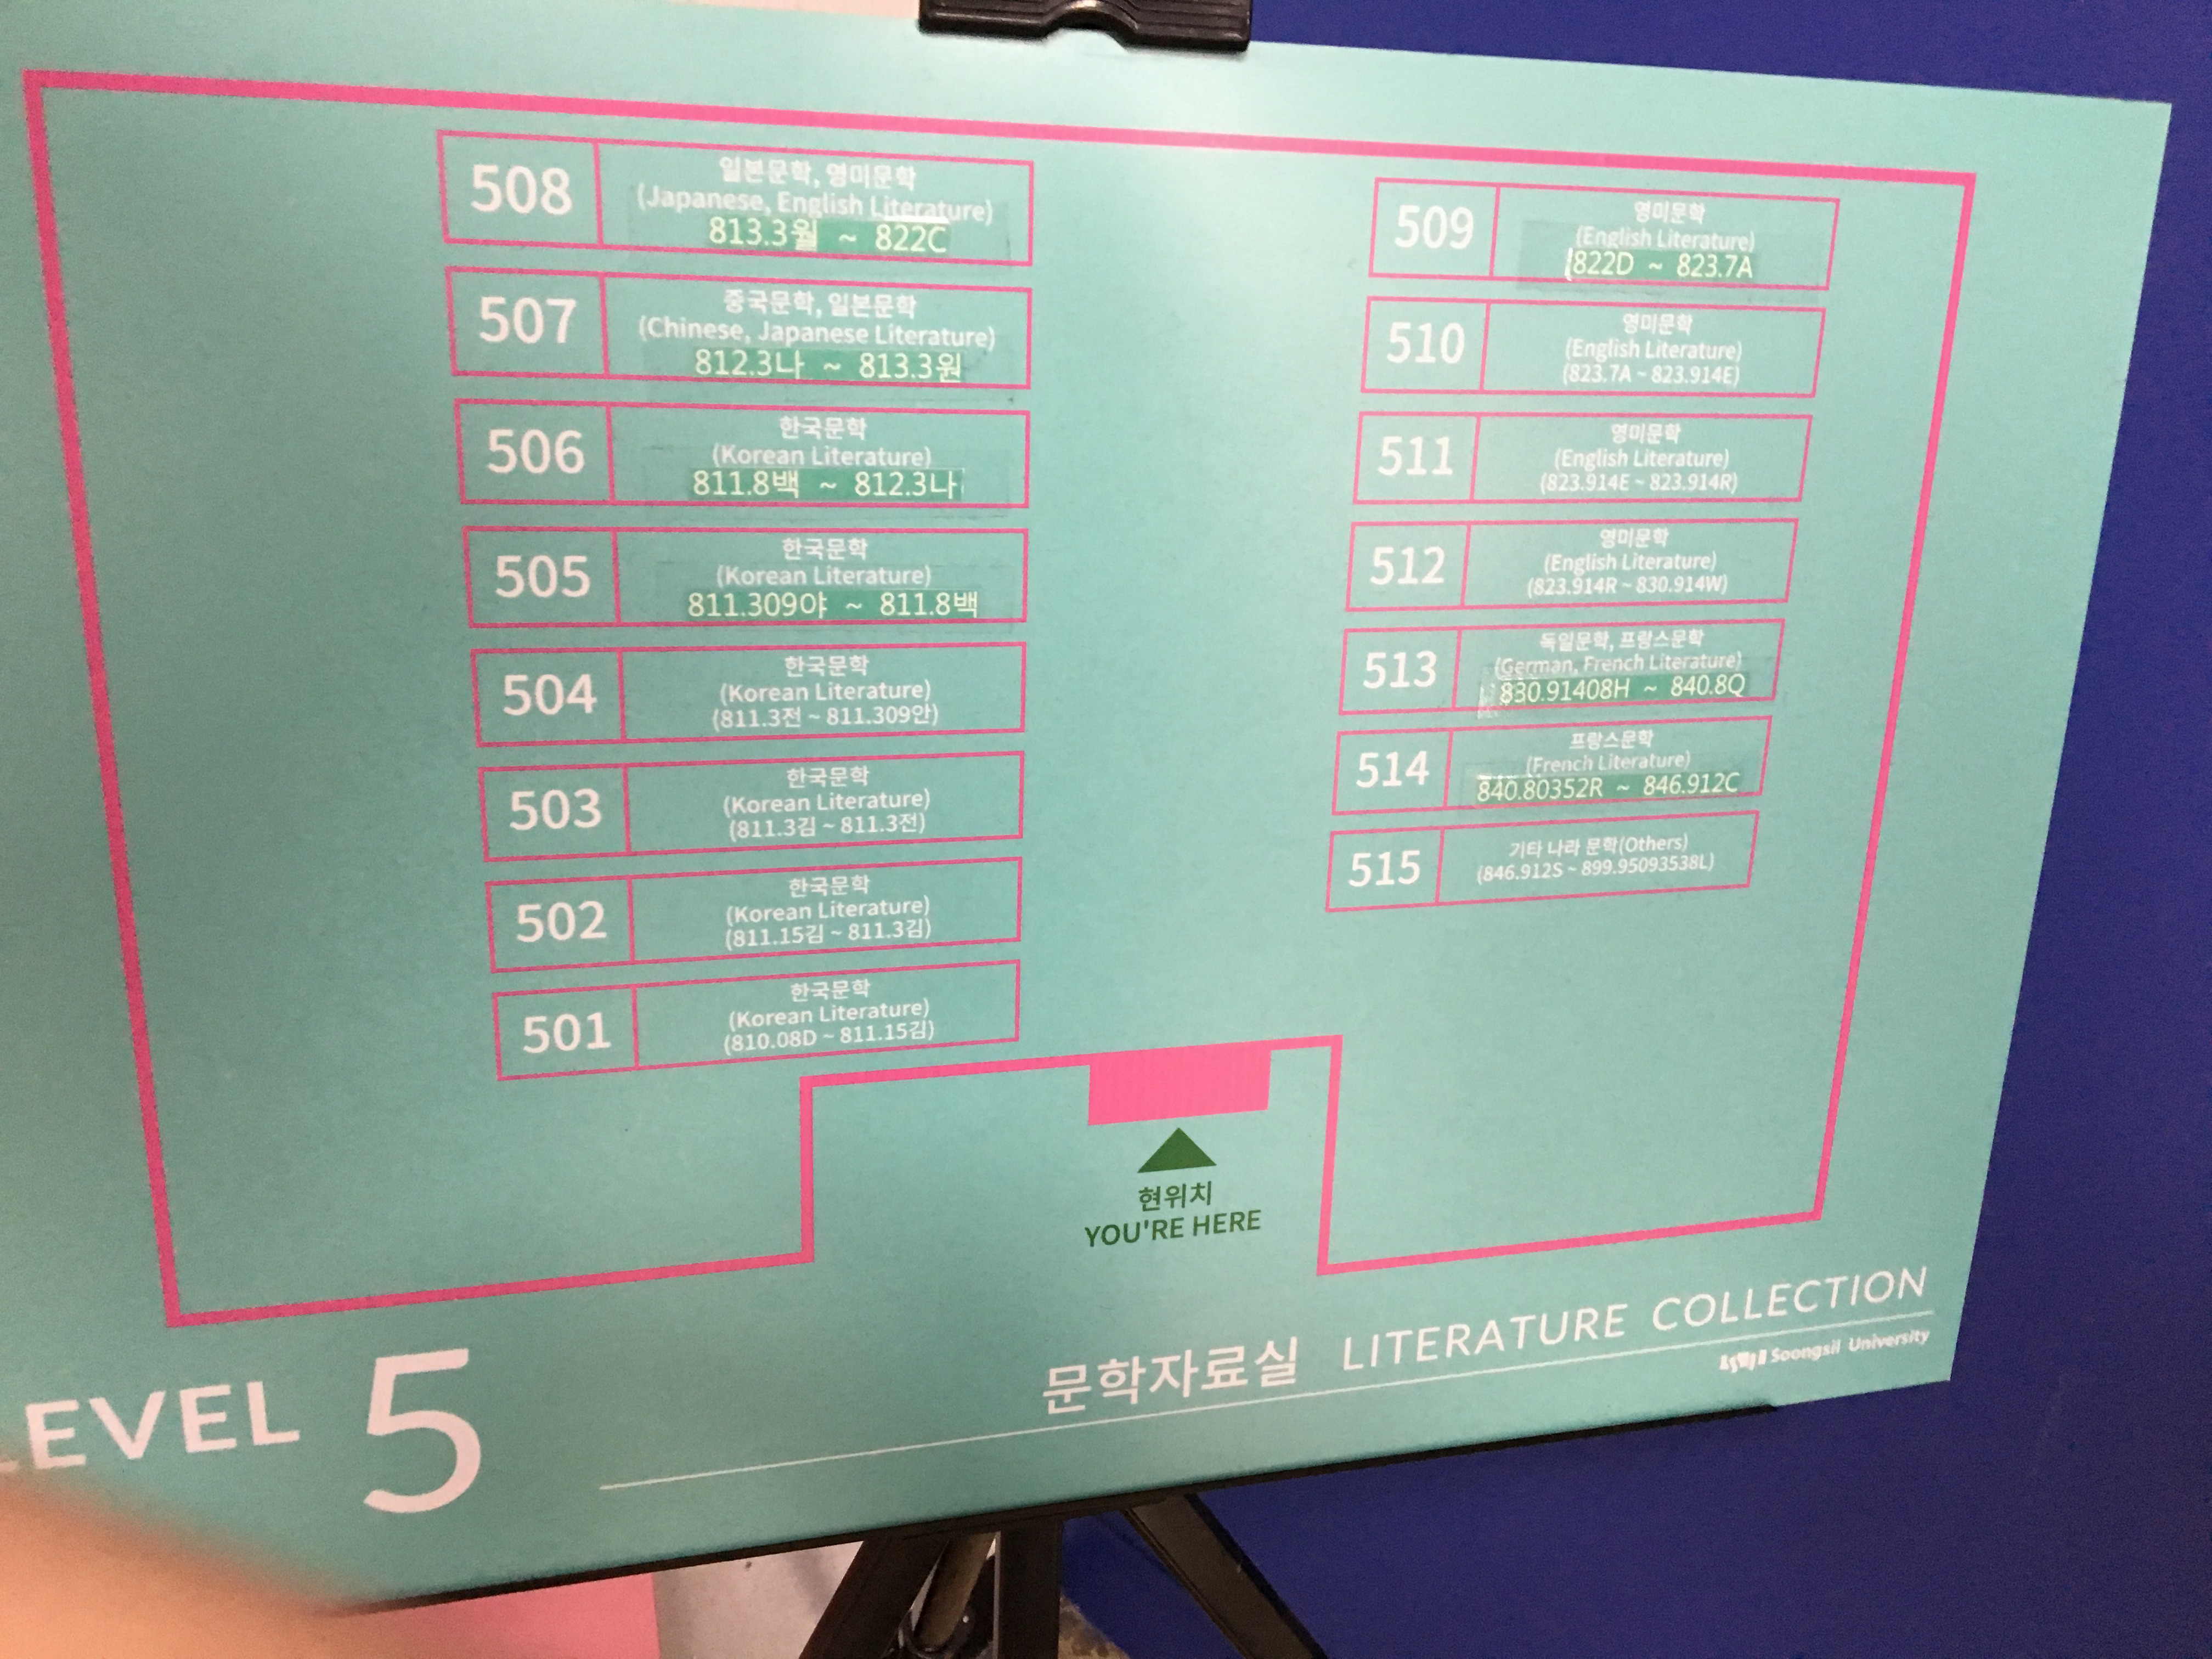 508
일본문학, 영미문학
(Japanese, English Literature)
813.3월 ~ 822C
507
중국문학, 일본문학
(Chinese, Japanese Literature)
812.3나 ~ 813.3원
506
한국문학
(Korean Literature)
811.8백 ~ 812.3나
505
한국문학
(Korean Literature)
811.309야 ~ 811.8백
504
한국문학
(Korean Literature)
(811.3전 ~ 811.309안)
503
한국문학
(Korean Literature)
(811.3김 ~ 811.3전)
502
한국문학
(Korean Literature)
(811.15김 ~ 811.3김)
501
한국문학
(Korean Literature)
(810.08D ~ 811.15김)
509
영미문학
(English Literature)
822D ~ 823.7A
510
영미문학
(English Literature)
(823.7A ~ 823.914E)
511
영미문학
(English Literature)
(823.914E ~ 823.914R)
512
영미문학
(English Literature)
(823.914R ~ 830.914W)
513
독일문학, 프랑스문학
(German, French Literature)
830.91408H ~ 840.8Q
514
프랑스문학
(French Literature)
840.80352R ~ 846.912C
515
기타 나라 문학(Others)
(846.912S ~ 899.95093538L)
현위치
YOU'RE HERE
LEVEL 5
문학자료실 LITERATURE COLLECTION
Soongsil University